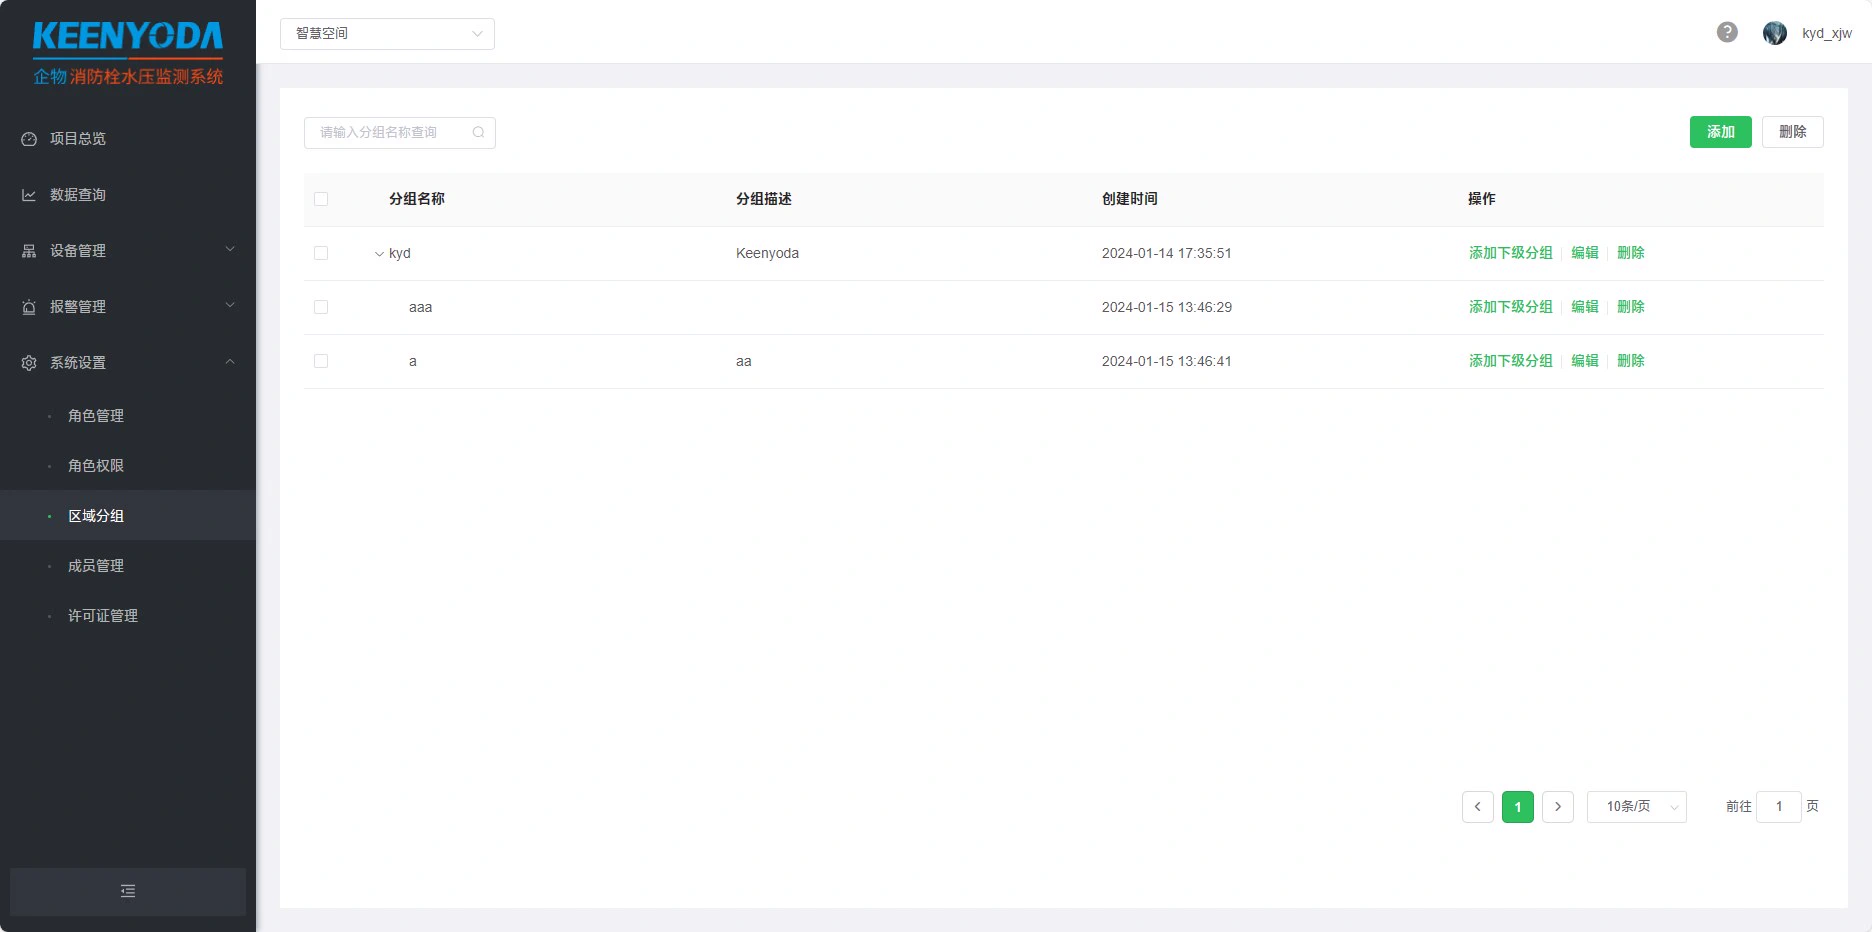 KEENYODA
企物 消防栓水压监测系统
智慧空间
kyd_xjw
项目总览
数据查询
设备管理
报警管理
系统设置
角色管理
角色权限
区域分组
成员管理
许可证管理
请输入分组名称查询
添加 删除
分组名称 分组描述 创建时间 操作
kyd Keenyoda 2024-01-14 17:35:51 添加下级分组 编辑 删除
aaa 2024-01-15 13:46:29 添加下级分组 编辑 删除
a aa 2024-01-15 13:46:41 添加下级分组 编辑 删除
1 10条/页 前往 1 页